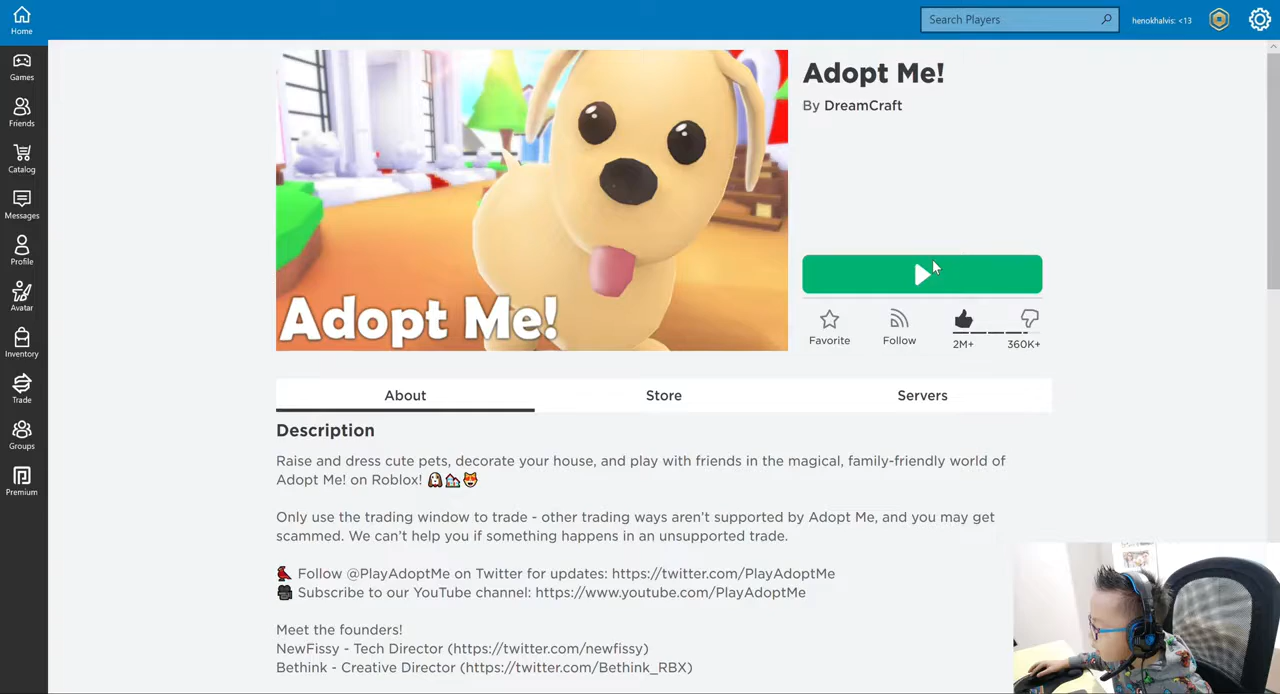 Home
Search Players
henokhalvis: <13
Games
Friends
Catalog
Messages
Profile
Avatar
Inventory
Trade
Groups
Premium
Adopt Me!
Adopt Me!
By DreamCraft
Favorite
Follow
2M+
360K+
About
Store
Servers
Description
Raise and dress cute pets, decorate your house, and play with friends in the magical, family-friendly world of
Adopt Me! on Roblox! 🐶🏡😻
Only use the trading window to trade - other trading ways aren't supported by Adopt Me, and you may get
scammed. We can't help you if something happens in an unsupported trade.
Follow @PlayAdoptMe on Twitter for updates: https://twitter.com/PlayAdoptMe
Subscribe to our YouTube channel: https://www.youtube.com/PlayAdoptMe
Meet the founders!
NewFissy - Tech Director (https://twitter.com/newfissy)
Bethink - Creative Director (https://twitter.com/Bethink_RBX)